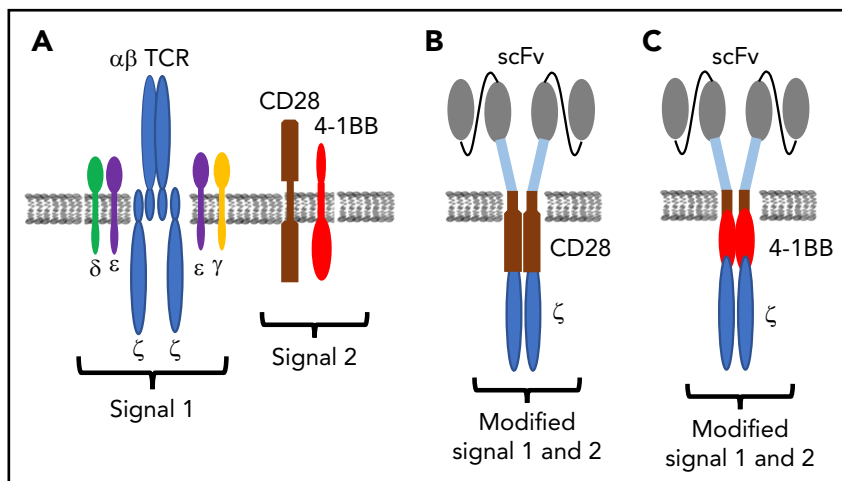 A
αβ TCR
CD28
4-1BB
δ
ε
ε
γ
ζ
ζ
Signal 1
Signal 2
B
scFv
CD28
ζ
Modified
signal 1 and 2
C
scFv
4-1BB
ζ
Modified
signal 1 and 2